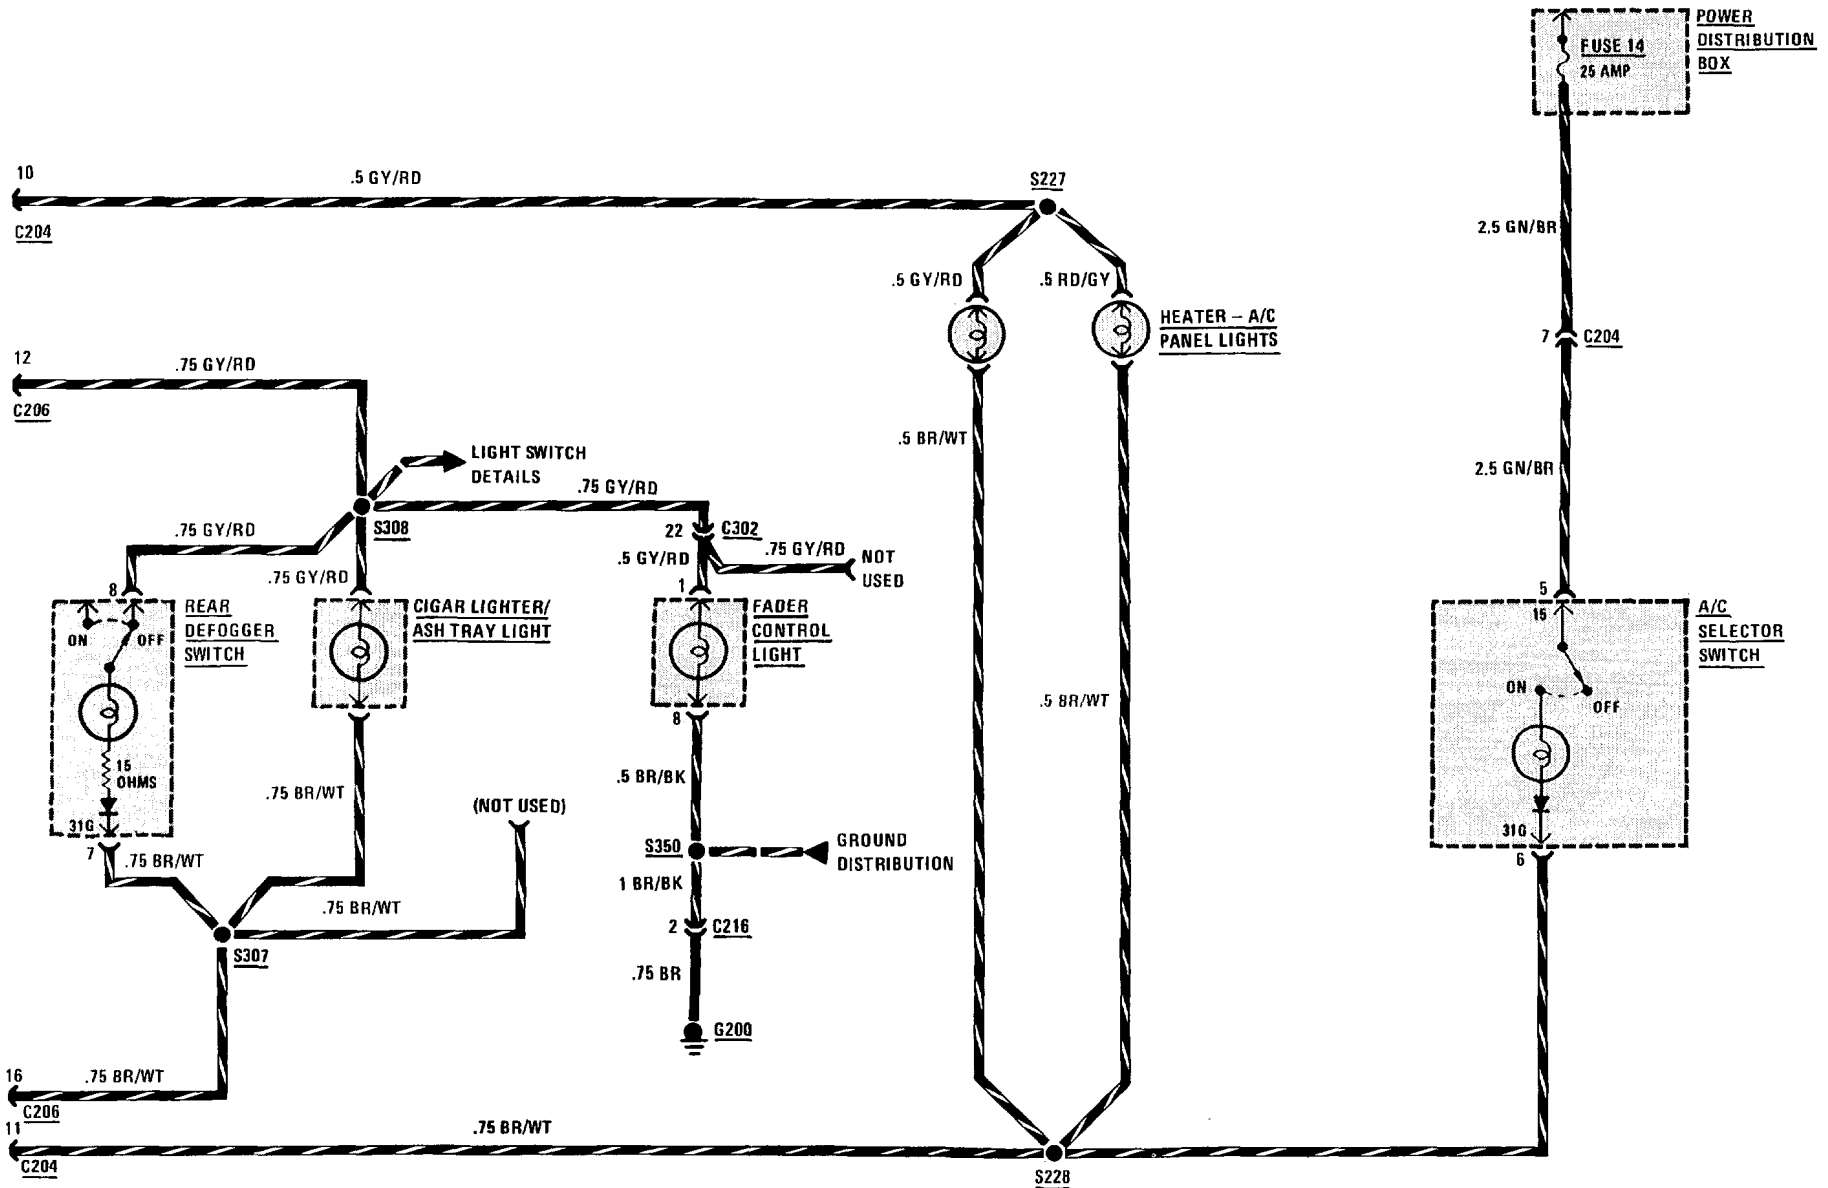 POWER
DISTRIBUTION
BOX
FUSE 14
25 AMP
10
.5 GY/RD
S227
C204
2.5 GN/BR
.5 GY/RD
.5 RD/GY
HEATER – A/C
PANEL LIGHTS
7
C204
12
.75 GY/RD
C206
.5 BR/WT
LIGHT SWITCH
DETAILS
2.5 GN/BR
.75 GY/RD
.75 GY/RD
S308
22
C302
.5 GY/RD
.75 GY/RD
NOT
USED
.75 GY/RD
8
1
5
REAR
DEFOGGER
SWITCH
ON
OFF
CIGAR LIGHTER/
ASH TRAY LIGHT
FADER
CONTROL
LIGHT
15
A/C
SELECTOR
SWITCH
ON
OFF
.5 BR/WT
8
15
OHMS
.5 BR/BK
.75 BR/WT
(NOT USED)
31G
7
.75 BR/WT
S350
GROUND
DISTRIBUTION
31G
6
1 BR/BK
.75 BR/WT
2
C216
S307
.75 BR
G200
16
.75 BR/WT
C206
11
.75 BR/WT
C204
S228